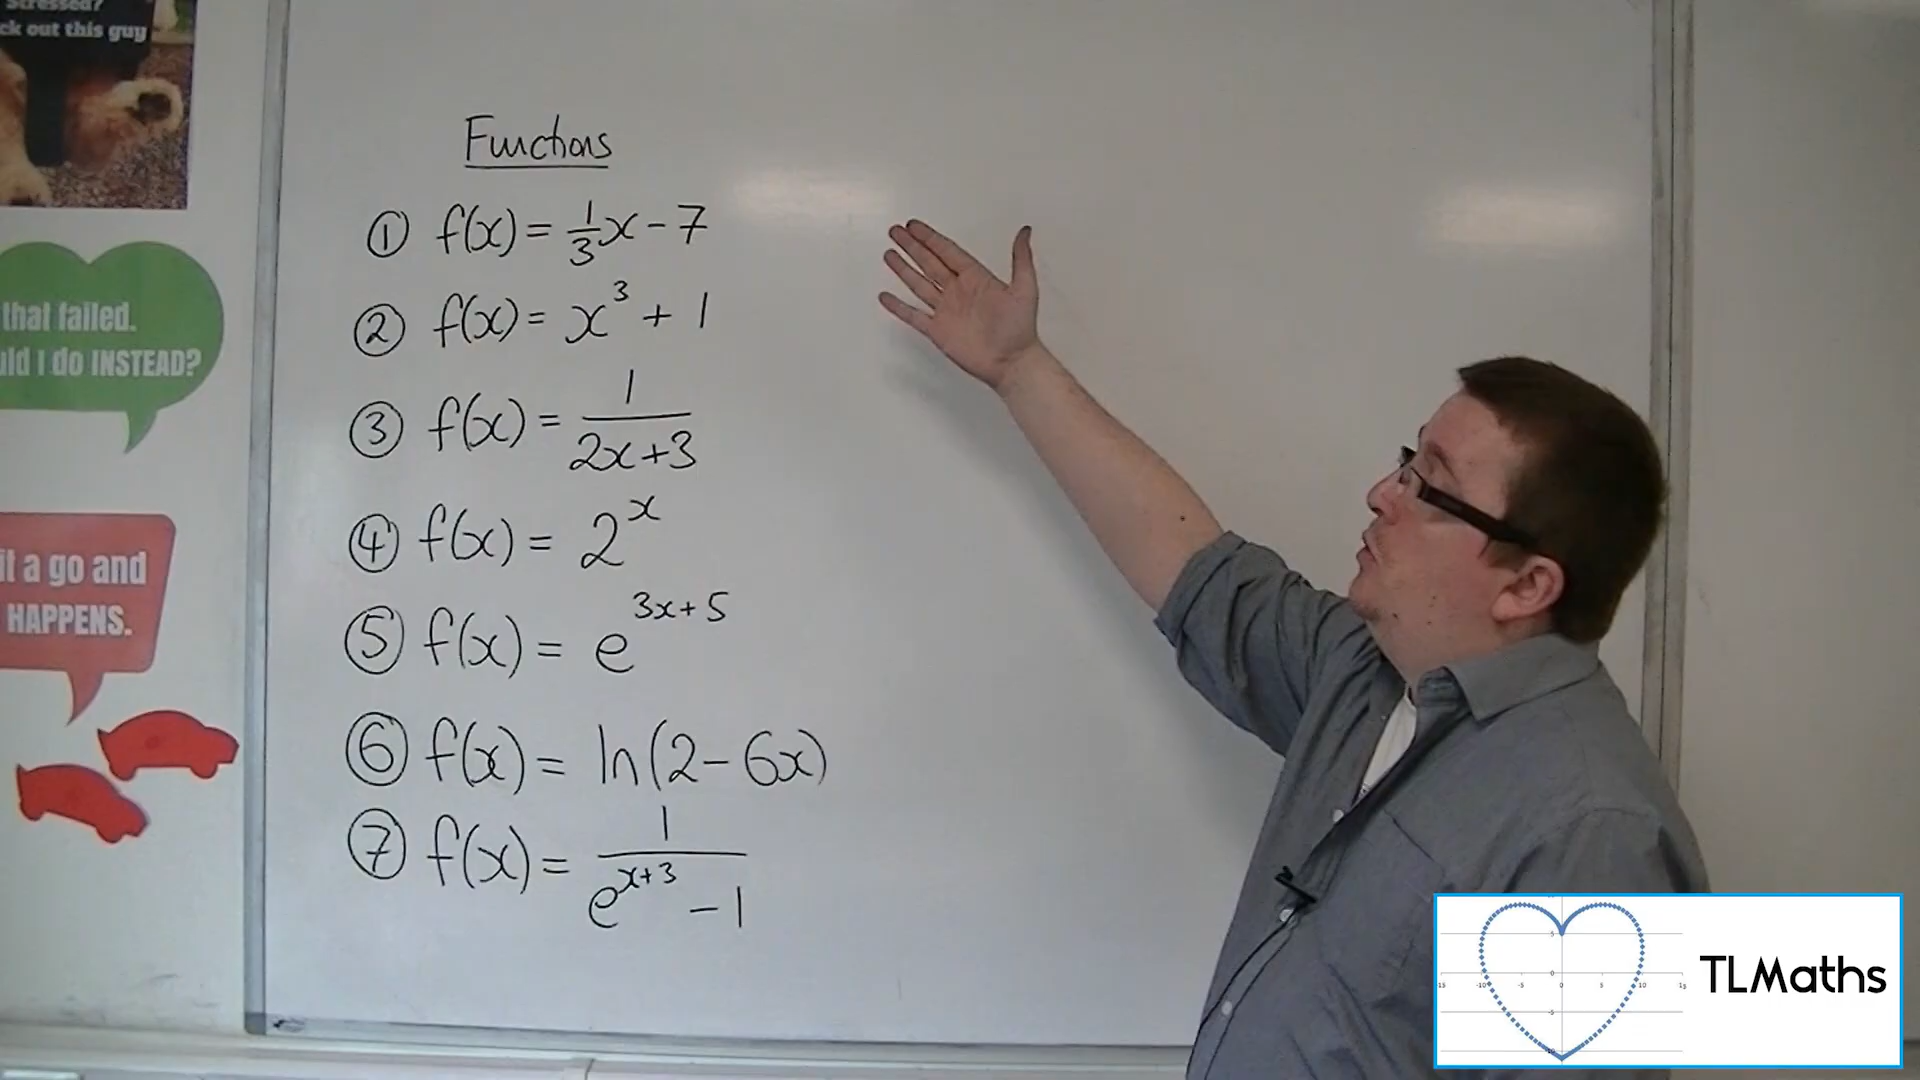 Stressed?
ck out this guy
that failed.
uld I do INSTEAD?
it a go and
HAPPENS.
Functions
① f(x) = 1/3 x - 7
② f(x) = x³ + 1
③ f(x) = 1/(2x+3)
④ f(x) = 2^x
⑤ f(x) = e^(3x+5)
⑥ f(x) = ln(2-6x)
⑦ f(x) = 1/(e^(x+3) - 1)
TLMaths